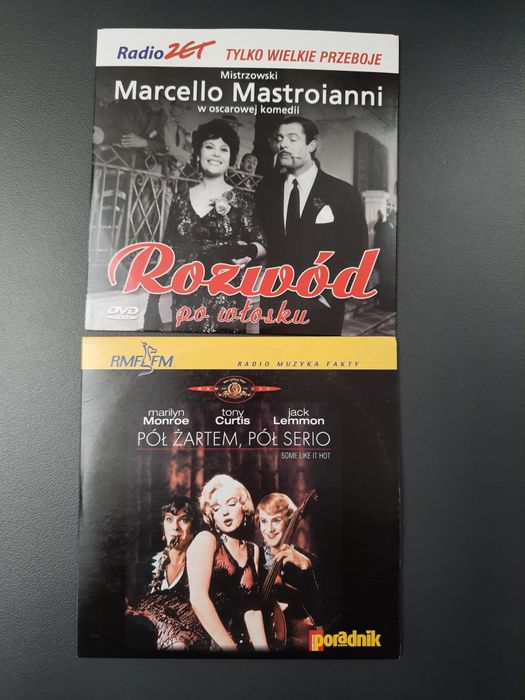 Radio ZET TYLKO WIELKIE PRZEBOJE
Mistrzowski
Marcello Mastroianni
w oscarowej komedii
Rozwód
po włosku
DVD
RMF FM RADIO MUZYKA FAKTY
marilyn Monroe tony Curtis jack Lemmon
PÓŁ ŻARTEM, PÓŁ SERIO
SOME LIKE IT HOT
poradnik